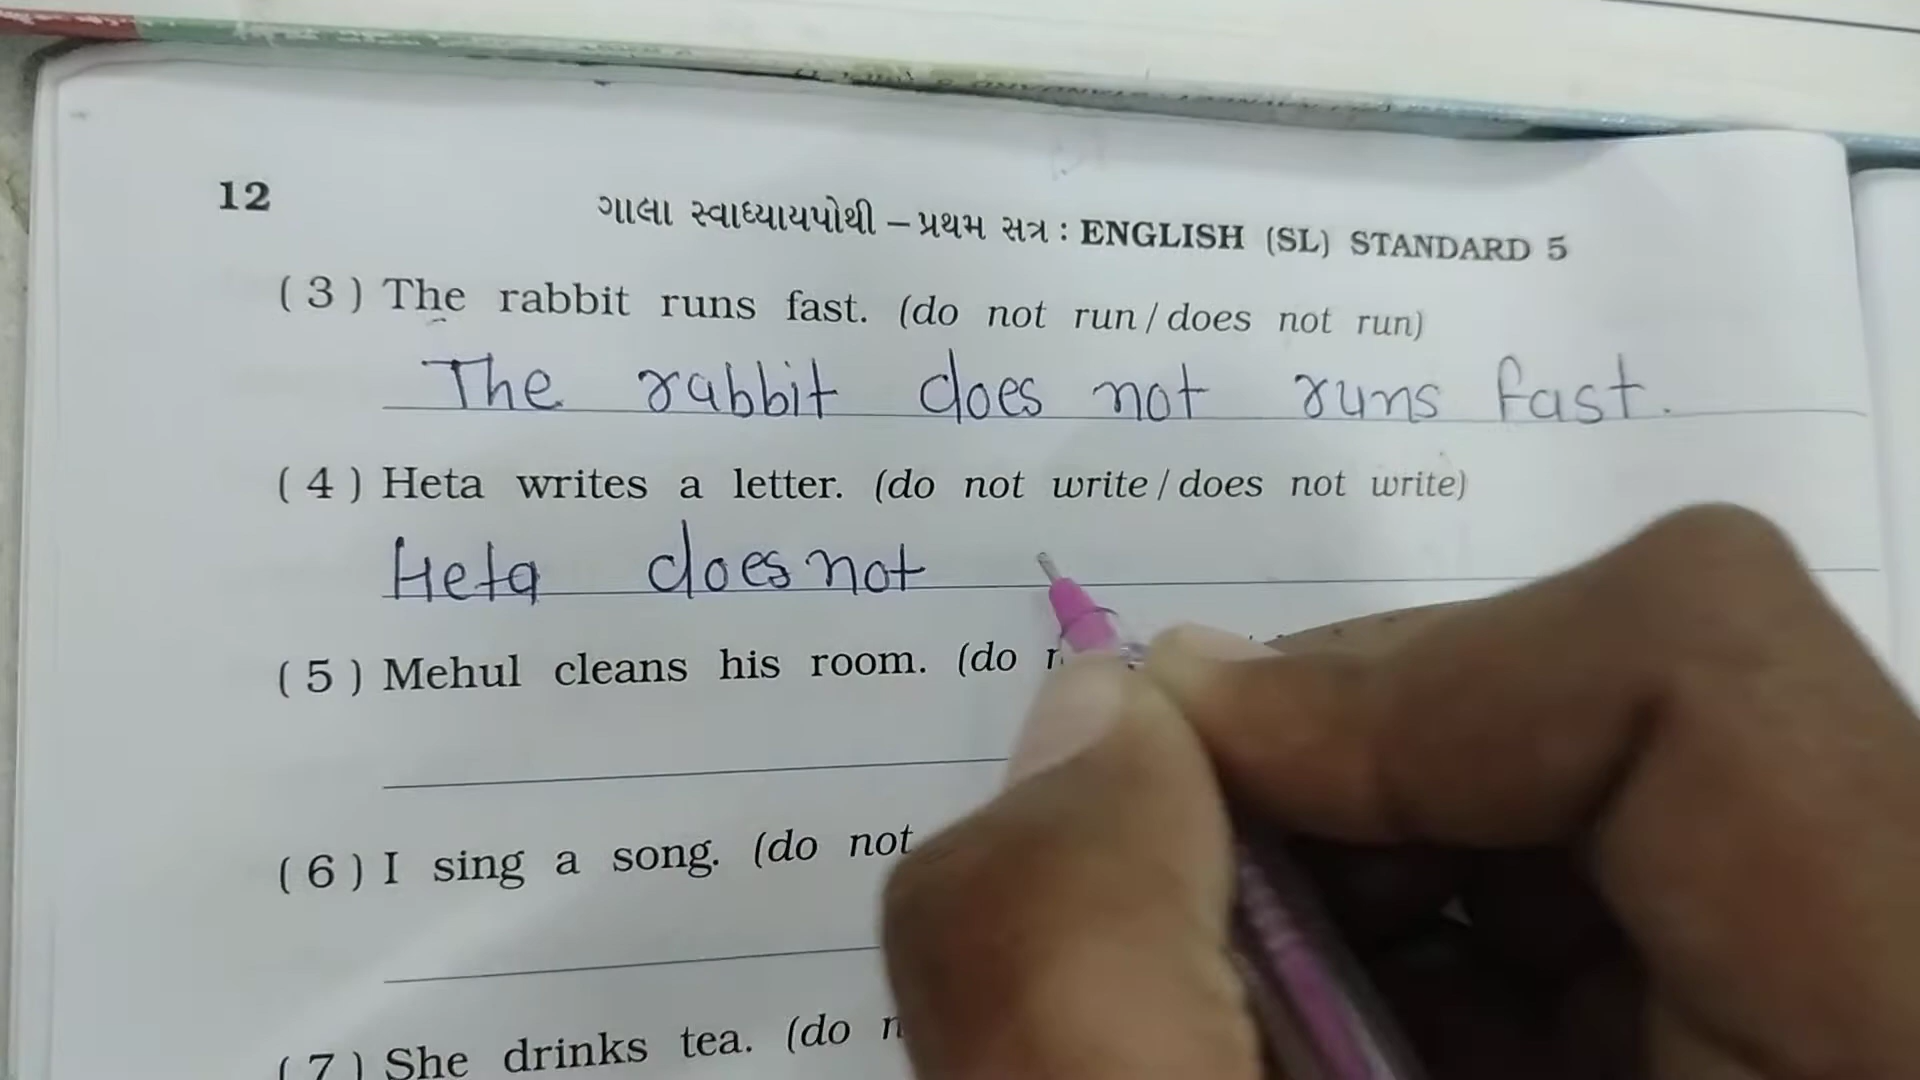 12
ગાલા સ્વાધ્યાયપોથી – પ્રથમ સત્ર : ENGLISH (SL) STANDARD 5
( 3 ) The rabbit runs fast. (do not run / does not run)
The rabbit does not runs fast.
( 4 ) Heta writes a letter. (do not write / does not write)
Heta does not
( 5 ) Mehul cleans his room. (do
( 6 ) I sing a song. (do not
( 7 ) She drinks tea. (do